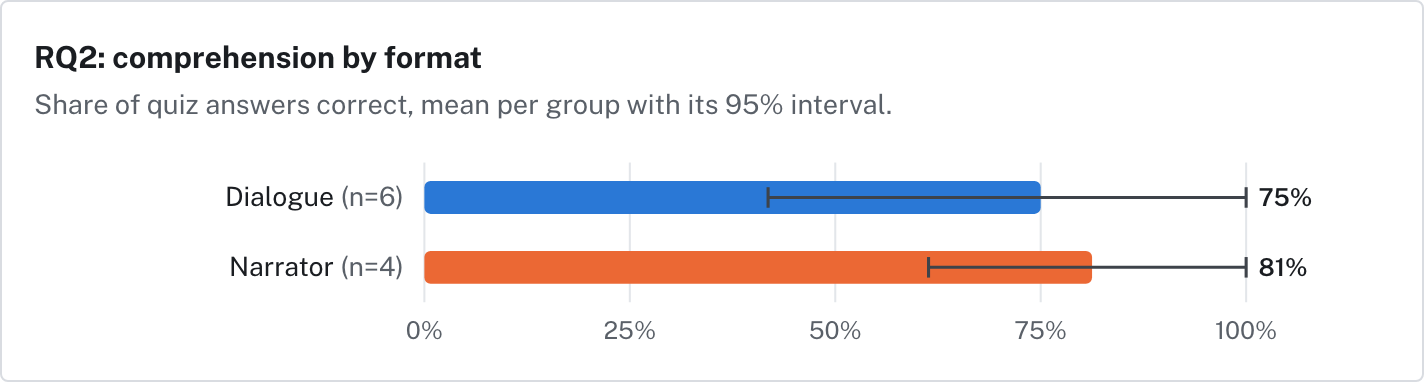 RQ2: comprehension by format
Share of quiz answers correct, mean per group with its 95% interval.
Dialogue (n=6) 75%
Narrator (n=4) 81%
0% 25% 50% 75% 100%